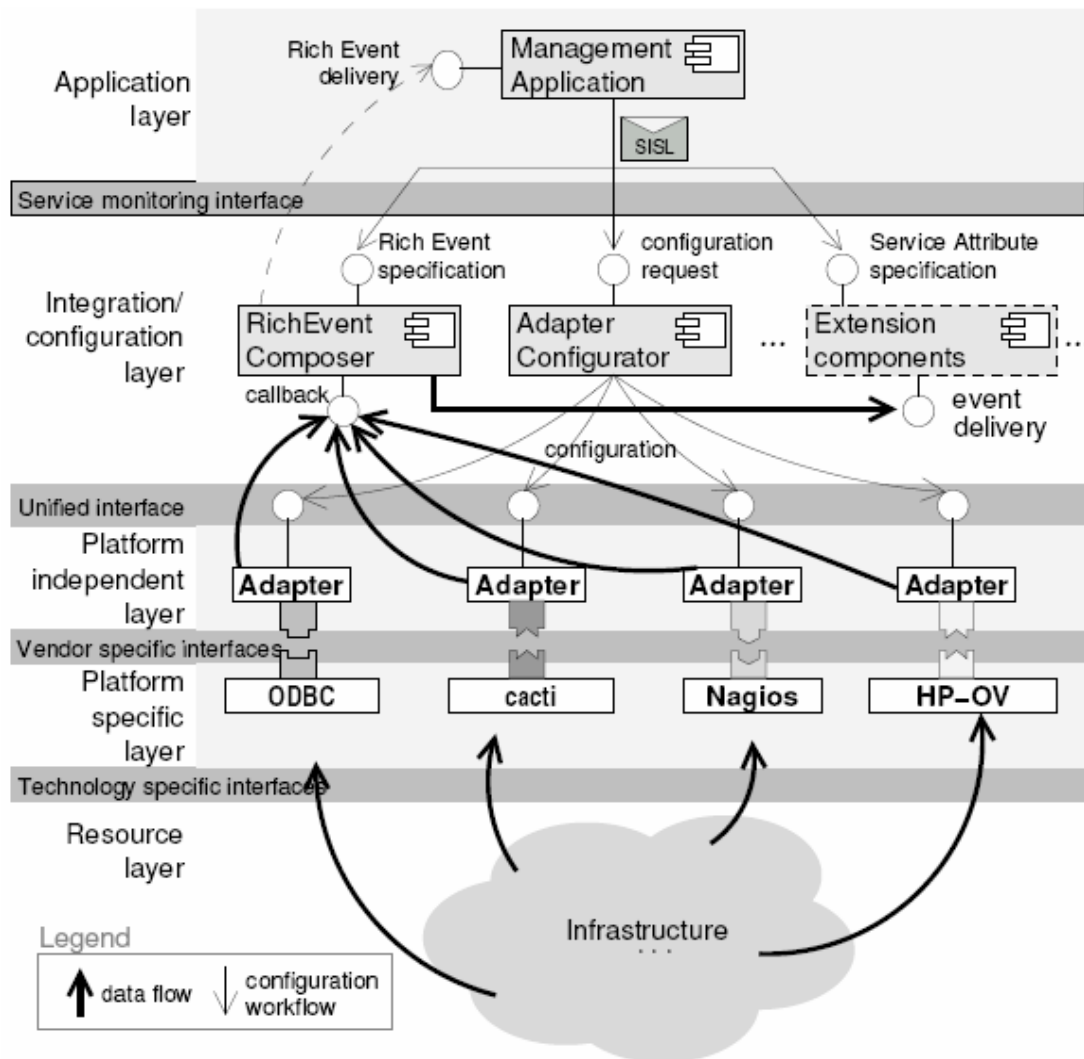 Rich Event
delivery
Management
Application
Application
layer
SISL
Service monitoring interface
Rich Event
specification
configuration
request
Service Attribute
specification
Integration/
configuration
layer
RichEvent
Composer
Adapter
Configurator
...
Extension
components
...
callback
event
delivery
configuration
Unified interface
Platform
independent
layer
Adapter
Adapter
Adapter
Adapter
Vendor specific interfaces
Platform
specific
layer
ODBC
cacti
Nagios
HP-OV
Technology specific interfaces
Resource
layer
Infrastructure
...
Legend
data flow
configuration
workflow